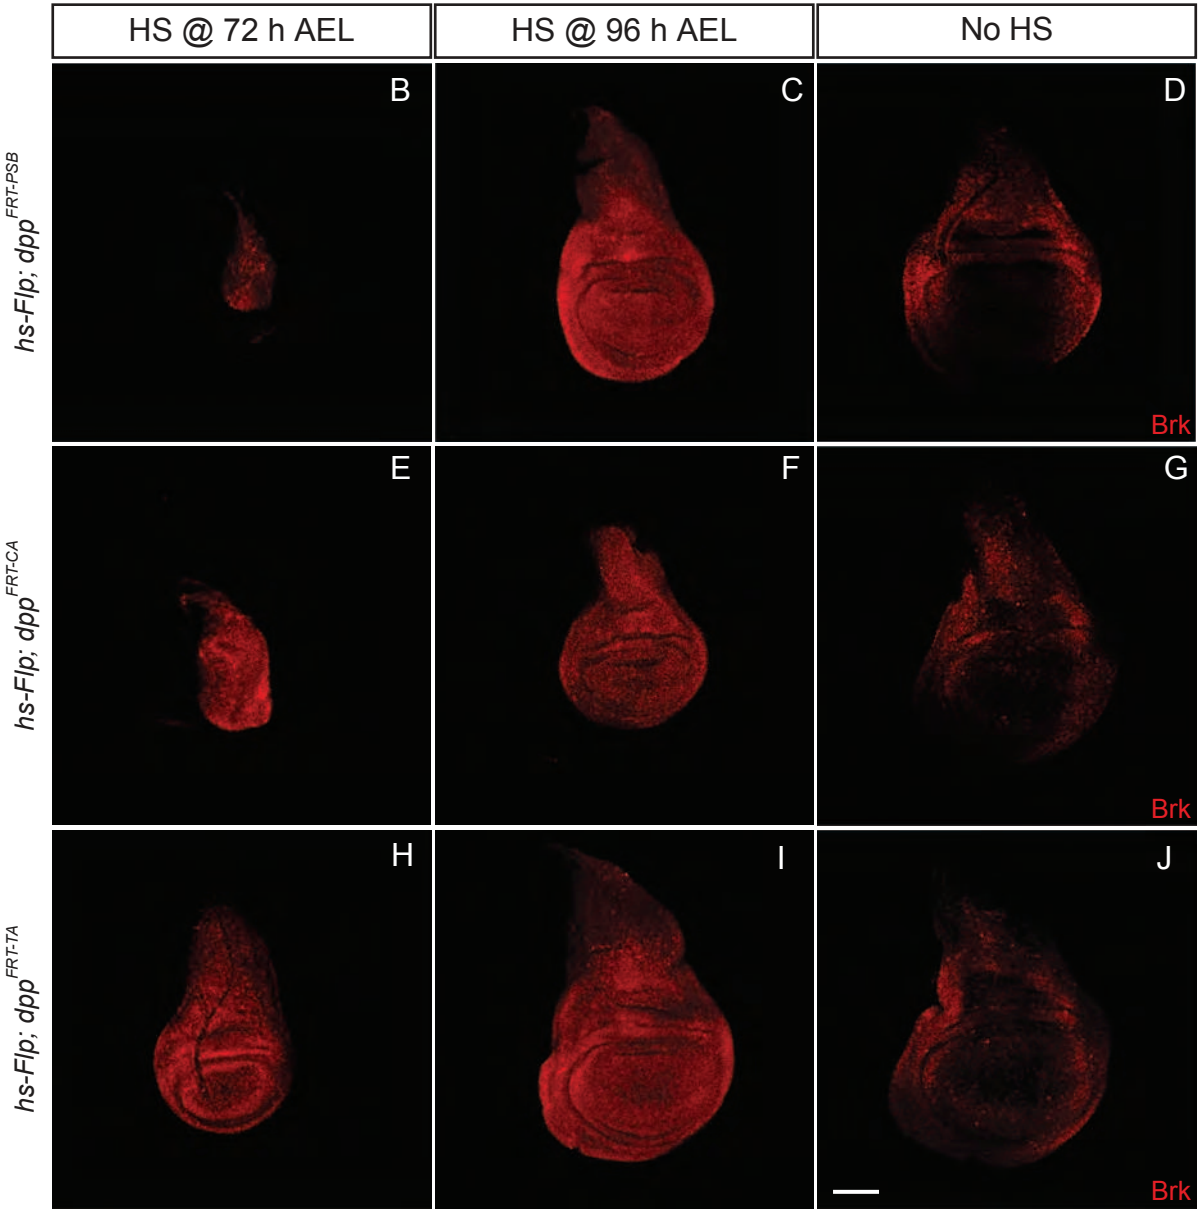 HS @ 72 h AEL
HS @ 96 h AEL
No HS
hs-Flp; dpp^FRT-PSB
B
C
D
Brk
hs-Flp; dpp^FRT-CA
E
F
G
Brk
hs-Flp; dpp^FRT-TA
H
I
J
Brk